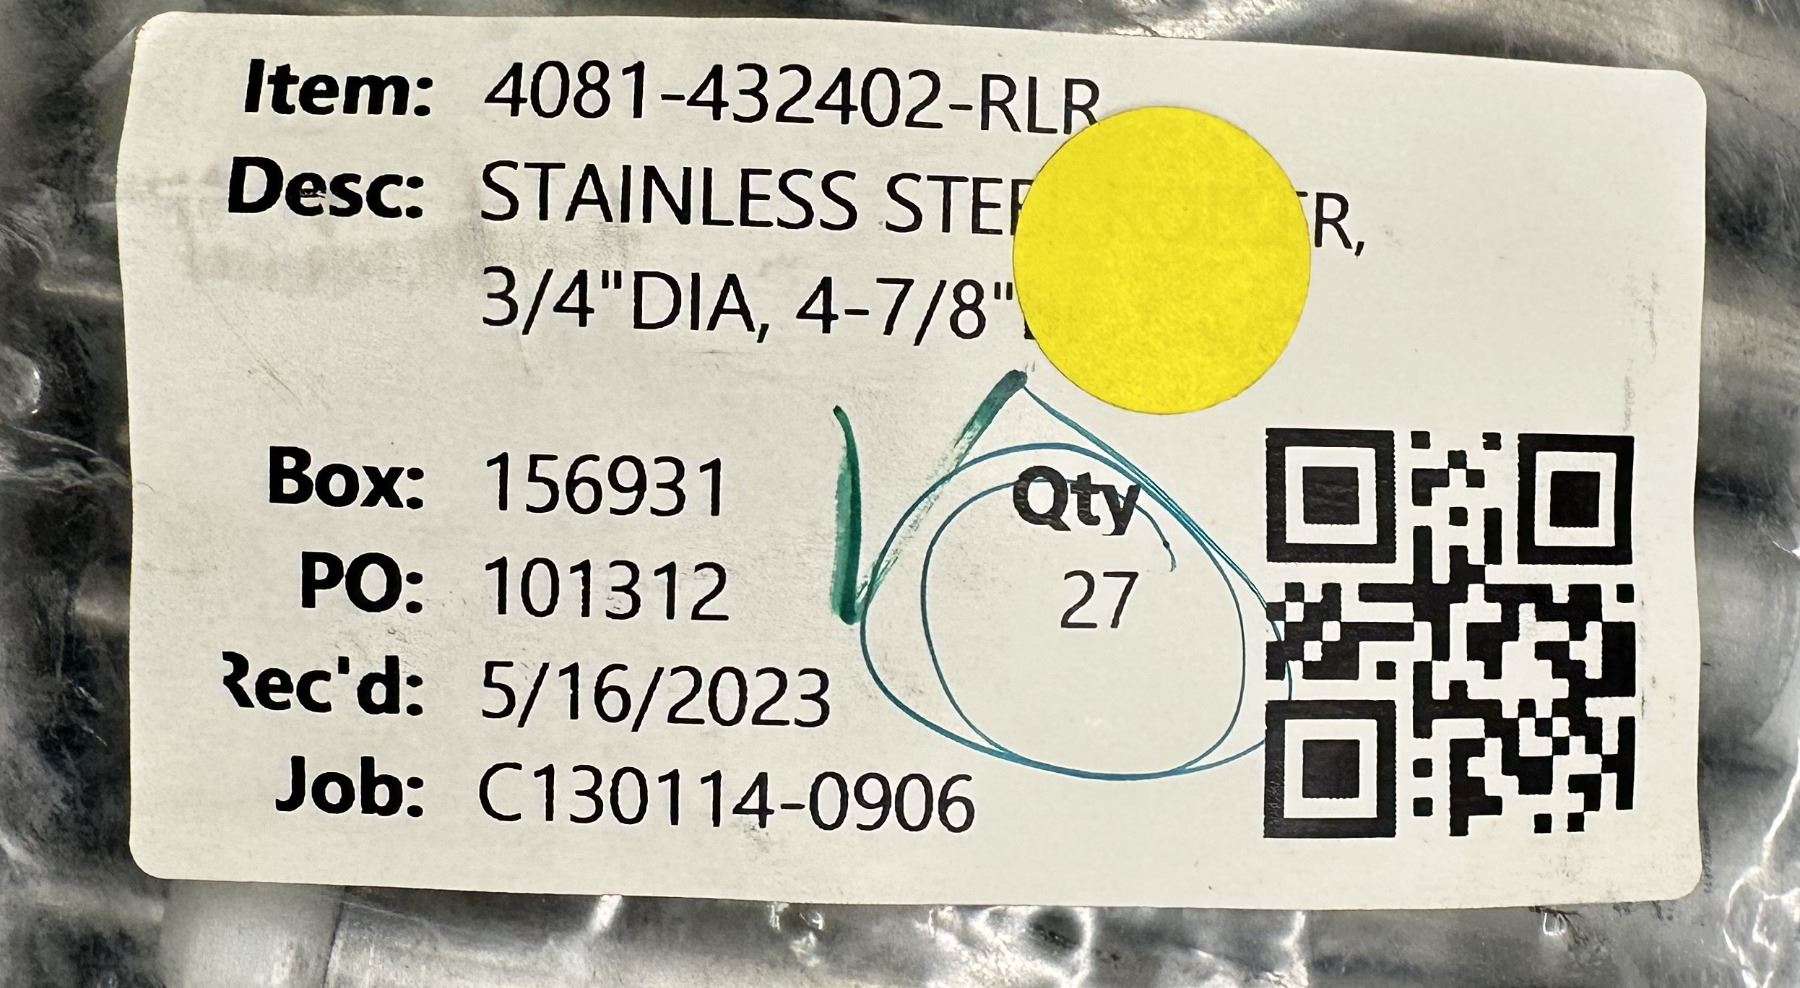 Item: 4081-432402-RLR
Desc: STAINLESS
3/4"DIA, 4-7/8"
Box: 156931
Qty
PO: 101312
27
Rec'd: 5/16/2023
Job: C130114-0906